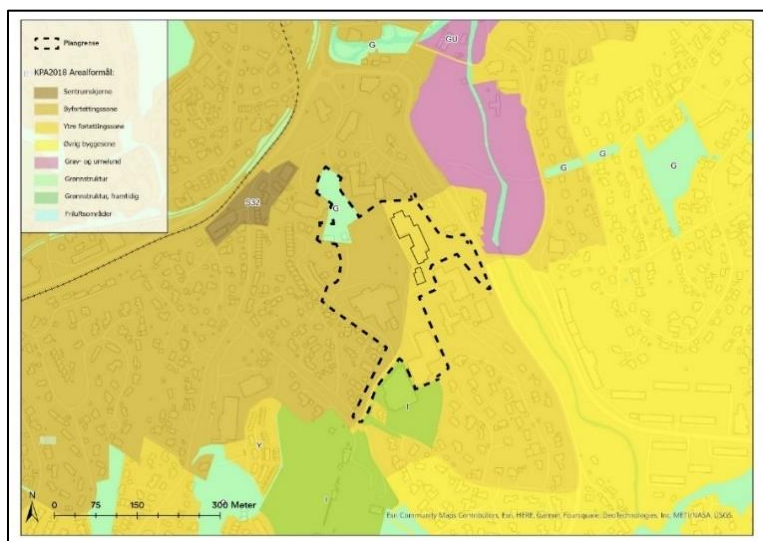 Plangrense
KPA2018 Arealformål:
Sentrumskjerne
Byfortettingssone
Ytre fortettingssone
Øvrig byggesone
Grav- og urnelund
Grønnstruktur
Grønnstruktur, framtidig
Friluftsområder
G
GU
G
G
G
S32
G
I
Y
I
N
0 75 150 300 Meter
Esri Community Maps Contributors, Esri, HERE, Garmin, Foursquare, GeoTechnologies, Inc, METI/NASA, USGS